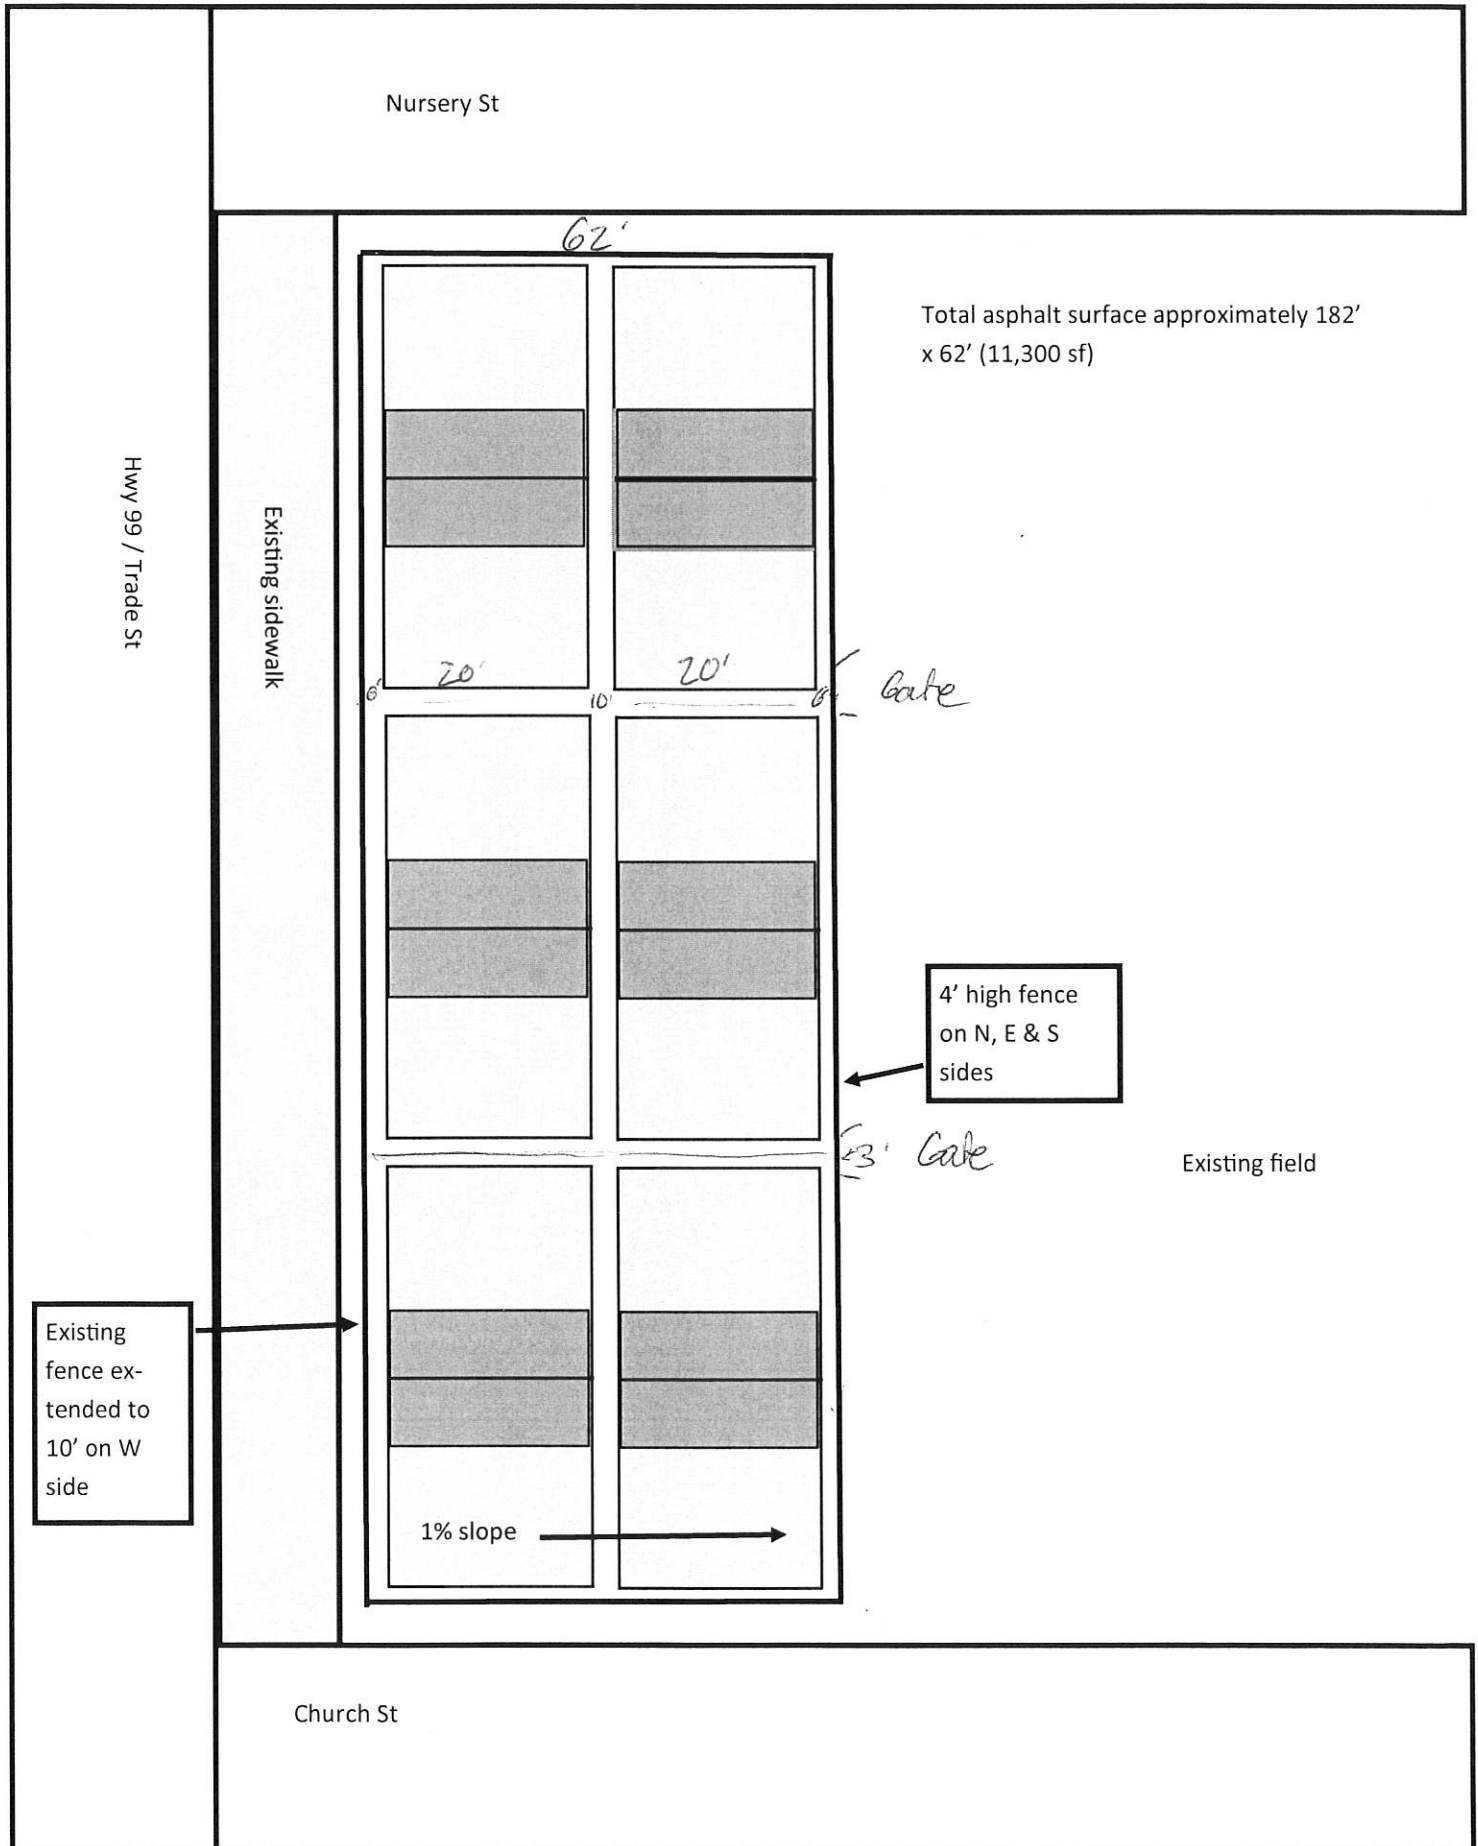 Nursery St
62'
Total asphalt surface approximately 182'
x 62' (11,300 sf)
Hwy 99 / Trade St
Existing sidewalk
20'
20'
6'
10'
6'
Gate
4' high fence
on N, E & S
sides
3' Gate
Existing field
Existing
fence ex-
tended to
10' on W
side
1% slope
Church St